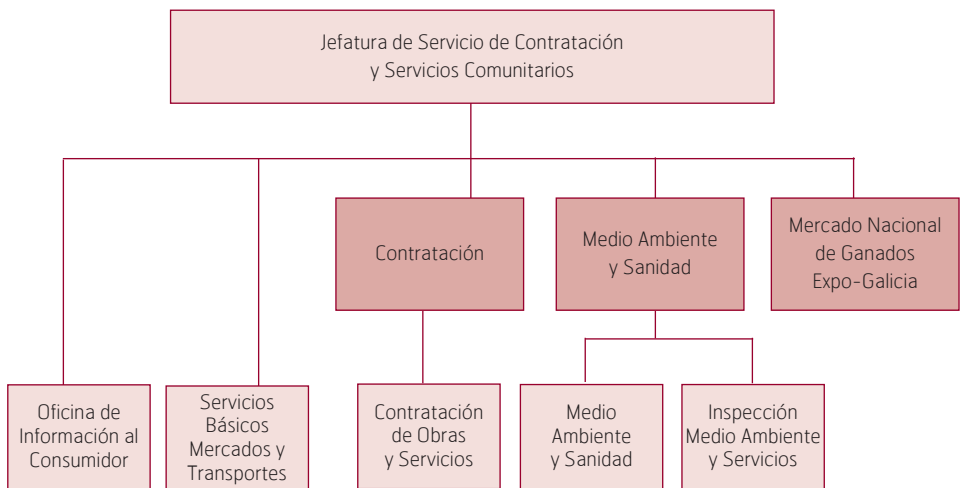 Jefatura de Servicio de Contratación
y Servicios Comunitarios
Contratación
Medio Ambiente
y Sanidad
Mercado Nacional
de Ganados
Expo-Galicia
Oficina de
Información al
Consumidor
Servicios
Básicos
Mercados y
Transportes
Contratación
de Obras
y Servicios
Medio
Ambiente
y Sanidad
Inspección
Medio Ambiente
y Servicios